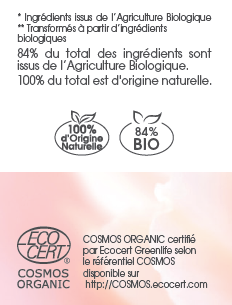 * Ingrédients issus de l'Agriculture Biologique
** Transformés à partir d'ingrédients
biologiques
84% du total des ingrédients sont
issus de l'Agriculture Biologique.
100% du total est d'origine naturelle.
100%
d'Origine
Naturelle
84%
BIO
ECO
CERT
®
COSMOS
ORGANIC
COSMOS ORGANIC certifié
par Ecocert Greenlife selon
le référentiel COSMOS
disponible sur
http://COSMOS.ecocert.com